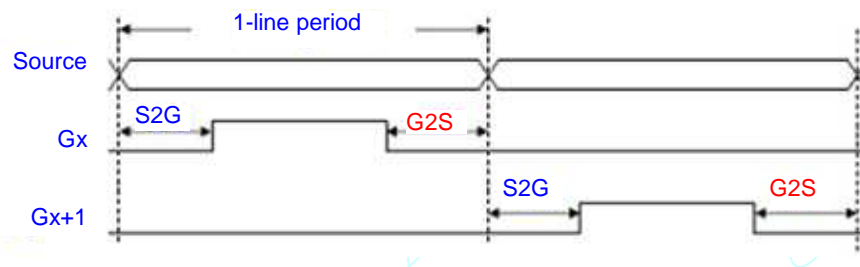 1-line period
Source
S2G
G2S
Gx
S2G
G2S
Gx+1